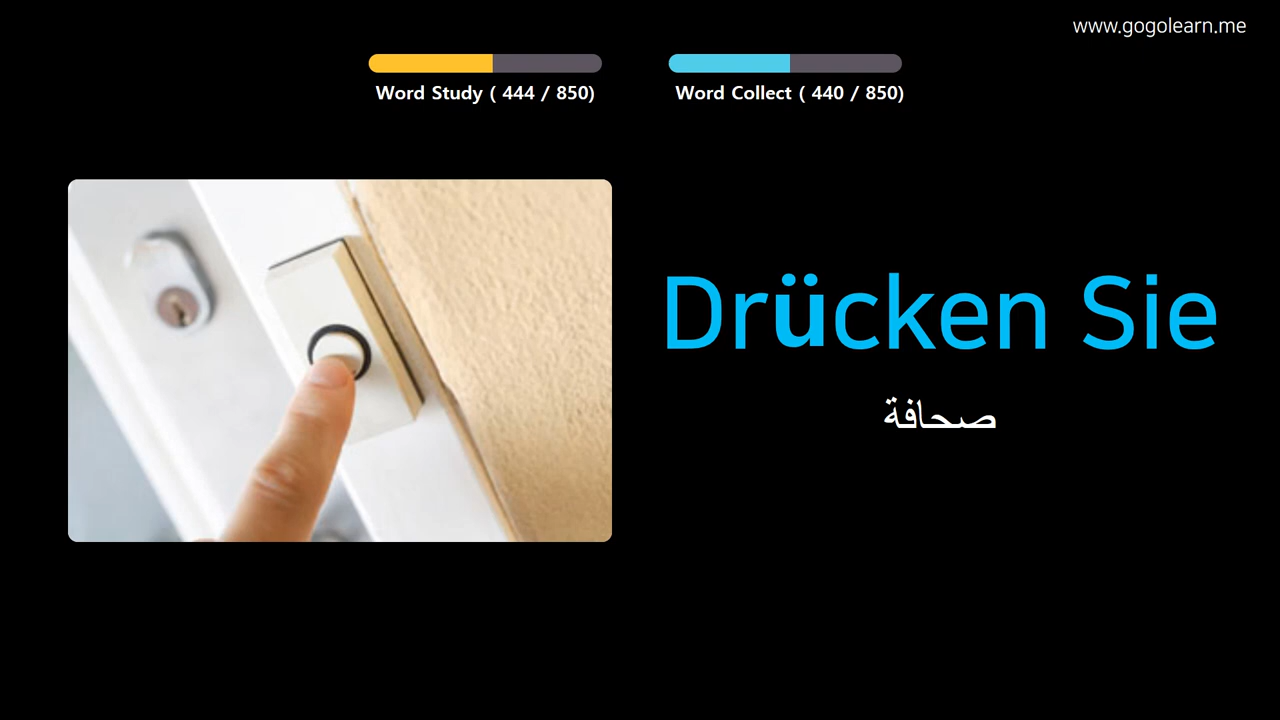 www.gogolearn.me
Word Study ( 444 / 850)
Word Collect ( 440 / 850)
Drücken Sie
صحافة